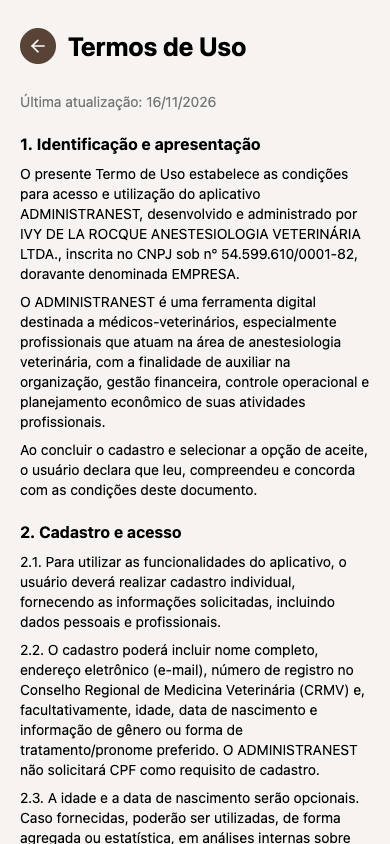 Termos de Uso
Última atualização: 16/11/2026
1. Identificação e apresentação
O presente Termo de Uso estabelece as condições
para acesso e utilização do aplicativo
ADMINISTRANEST, desenvolvido e administrado por
IVY DE LA ROCQUE ANESTESIOLOGIA VETERINÁRIA
LTDA., inscrita no CNPJ sob n° 54.599.610/0001-82,
doravante denominada EMPRESA.
O ADMINISTRANEST é uma ferramenta digital
destinada a médicos-veterinários, especialmente
profissionais que atuam na área de anestesiologia
veterinária, com a finalidade de auxiliar na
organização, gestão financeira, controle operacional e
planejamento econômico de suas atividades
profissionais.
Ao concluir o cadastro e selecionar a opção de aceite,
o usuário declara que leu, compreendeu e concorda
com as condições deste documento.
2. Cadastro e acesso
2.1. Para utilizar as funcionalidades do aplicativo, o
usuário deverá realizar cadastro individual,
fornecendo as informações solicitadas, incluindo
dados pessoais e profissionais.
2.2. O cadastro poderá incluir nome completo,
endereço eletrônico (e-mail), número de registro no
Conselho Regional de Medicina Veterinária (CRMV) e,
facultativamente, idade, data de nascimento e
informação de gênero ou forma de
tratamento/pronome preferido. O ADMINISTRANEST
não solicitará CPF como requisito de cadastro.
2.3. A idade e a data de nascimento serão opcionais.
Caso fornecidas, poderão ser utilizadas, de forma
agregada ou estatística, em análises internas sobre